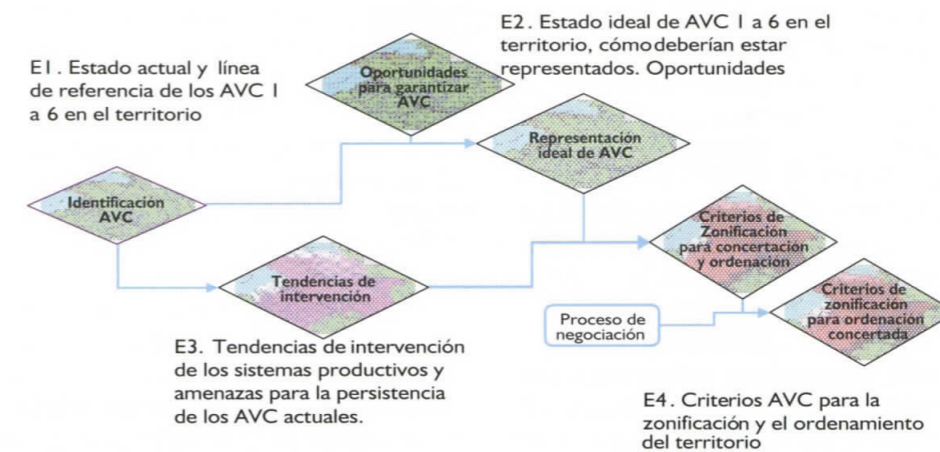 E1. Estado actual y línea
de referencia de los AVC 1
a 6 en el territorio
Oportunidades
para garantizar
AVC
E2. Estado ideal de AVC 1 a 6 en el
territorio, cómodeberían estar
representados. Oportunidades
Representación
ideal de AVC
Identificación
AVC
Criterios de
Zonificación
para concertación
y ordenación
Tendencias de
intervención
Criterios de
zonificación
para ordenación
concertada
Proceso de
negociación
E3. Tendencias de intervención
de los sistemas productivos y
amenazas para la persistencia
de los AVC actuales.
E4. Criterios AVC para la
zonificación y el ordenamiento
del territorio